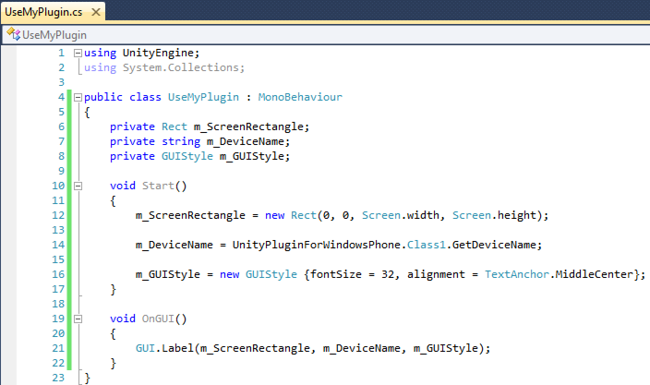 UseMyPlugin.cs
UseMyPlugin
1 using UnityEngine;
2 using System.Collections;
3
4 public class UseMyPlugin : MonoBehaviour
5 {
6 private Rect m_ScreenRectangle;
7 private string m_DeviceName;
8 private GUIStyle m_GUIStyle;
9
10 void Start()
11 {
12 m_ScreenRectangle = new Rect(0, 0, Screen.width, Screen.height);
13
14 m_DeviceName = UnityPluginForWindowsPhone.Class1.GetDeviceName;
15
16 m_GUIStyle = new GUIStyle {fontSize = 32, alignment = TextAnchor.MiddleCenter};
17 }
18
19 void OnGUI()
20 {
21 GUI.Label(m_ScreenRectangle, m_DeviceName, m_GUIStyle);
22 }
23 }